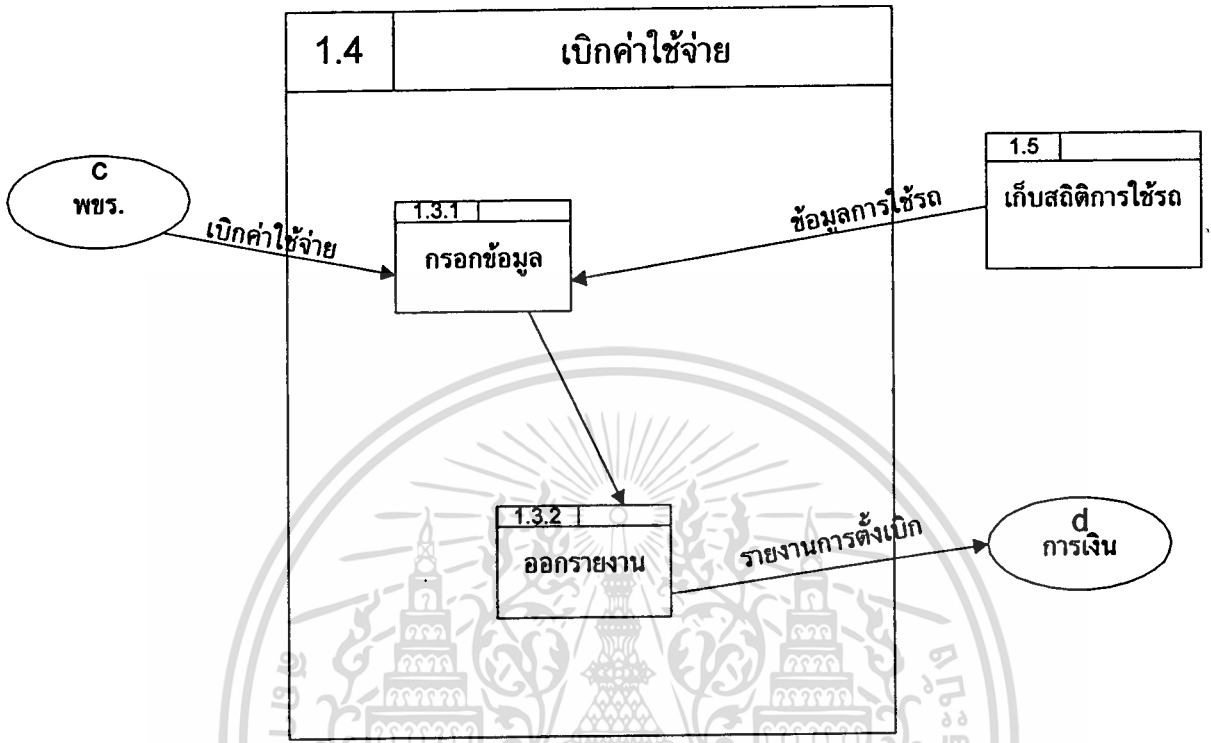 1.4 เบิกค่าใช้จ่าย
c
พขร.
เบิกค่าใช้จ่าย
1.3.1
กรอกข้อมูล
ข้อมูลการใช้รถ
1.5
เก็บสถิติการใช้รถ
1.3.2
ออกรายงาน
รายงานการตั้งเบิก
d
การเงิน